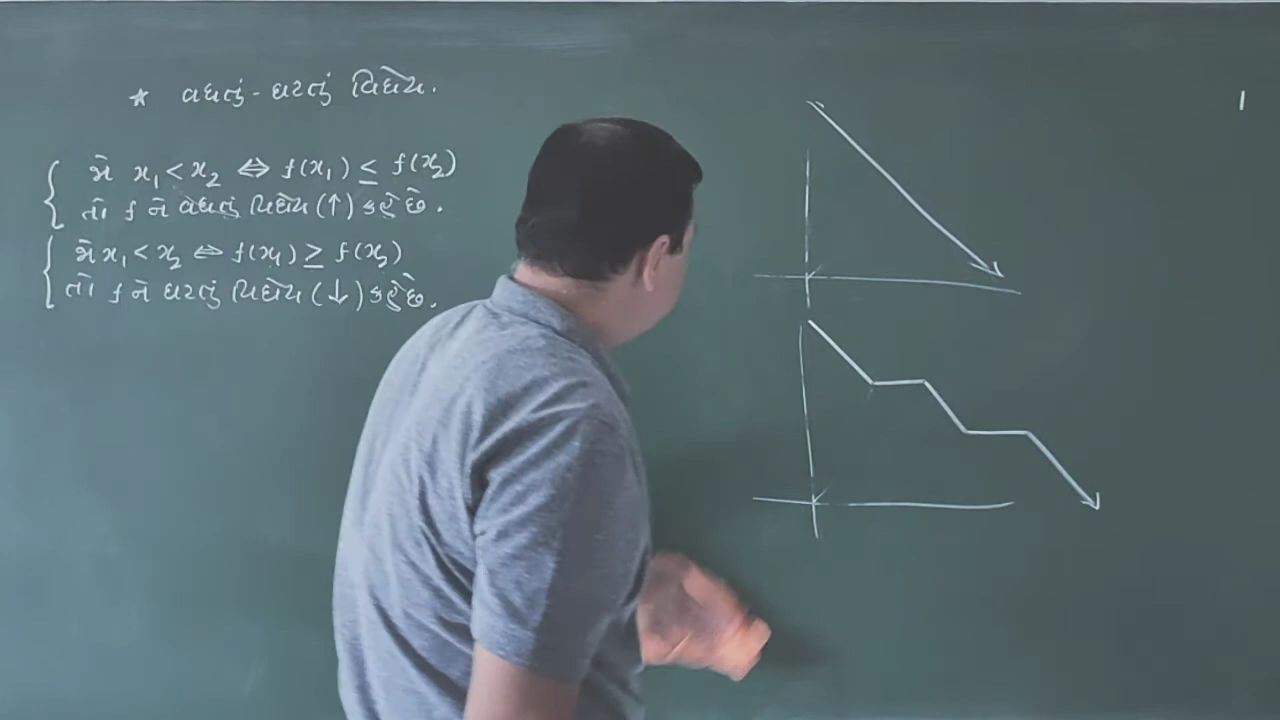 * વધતું - ઘટતું વિધેય.
જો x₁ < x₂ ⇔ f(x₁) ≤ f(x₂)
તો f ને વધતું વિધેય (↑) કહે છે.
જો x₁ < x₂ ⇔ f(x₁) ≥ f(x₂)
તો f ને ઘટતું વિધેય (↓) કહે છે.